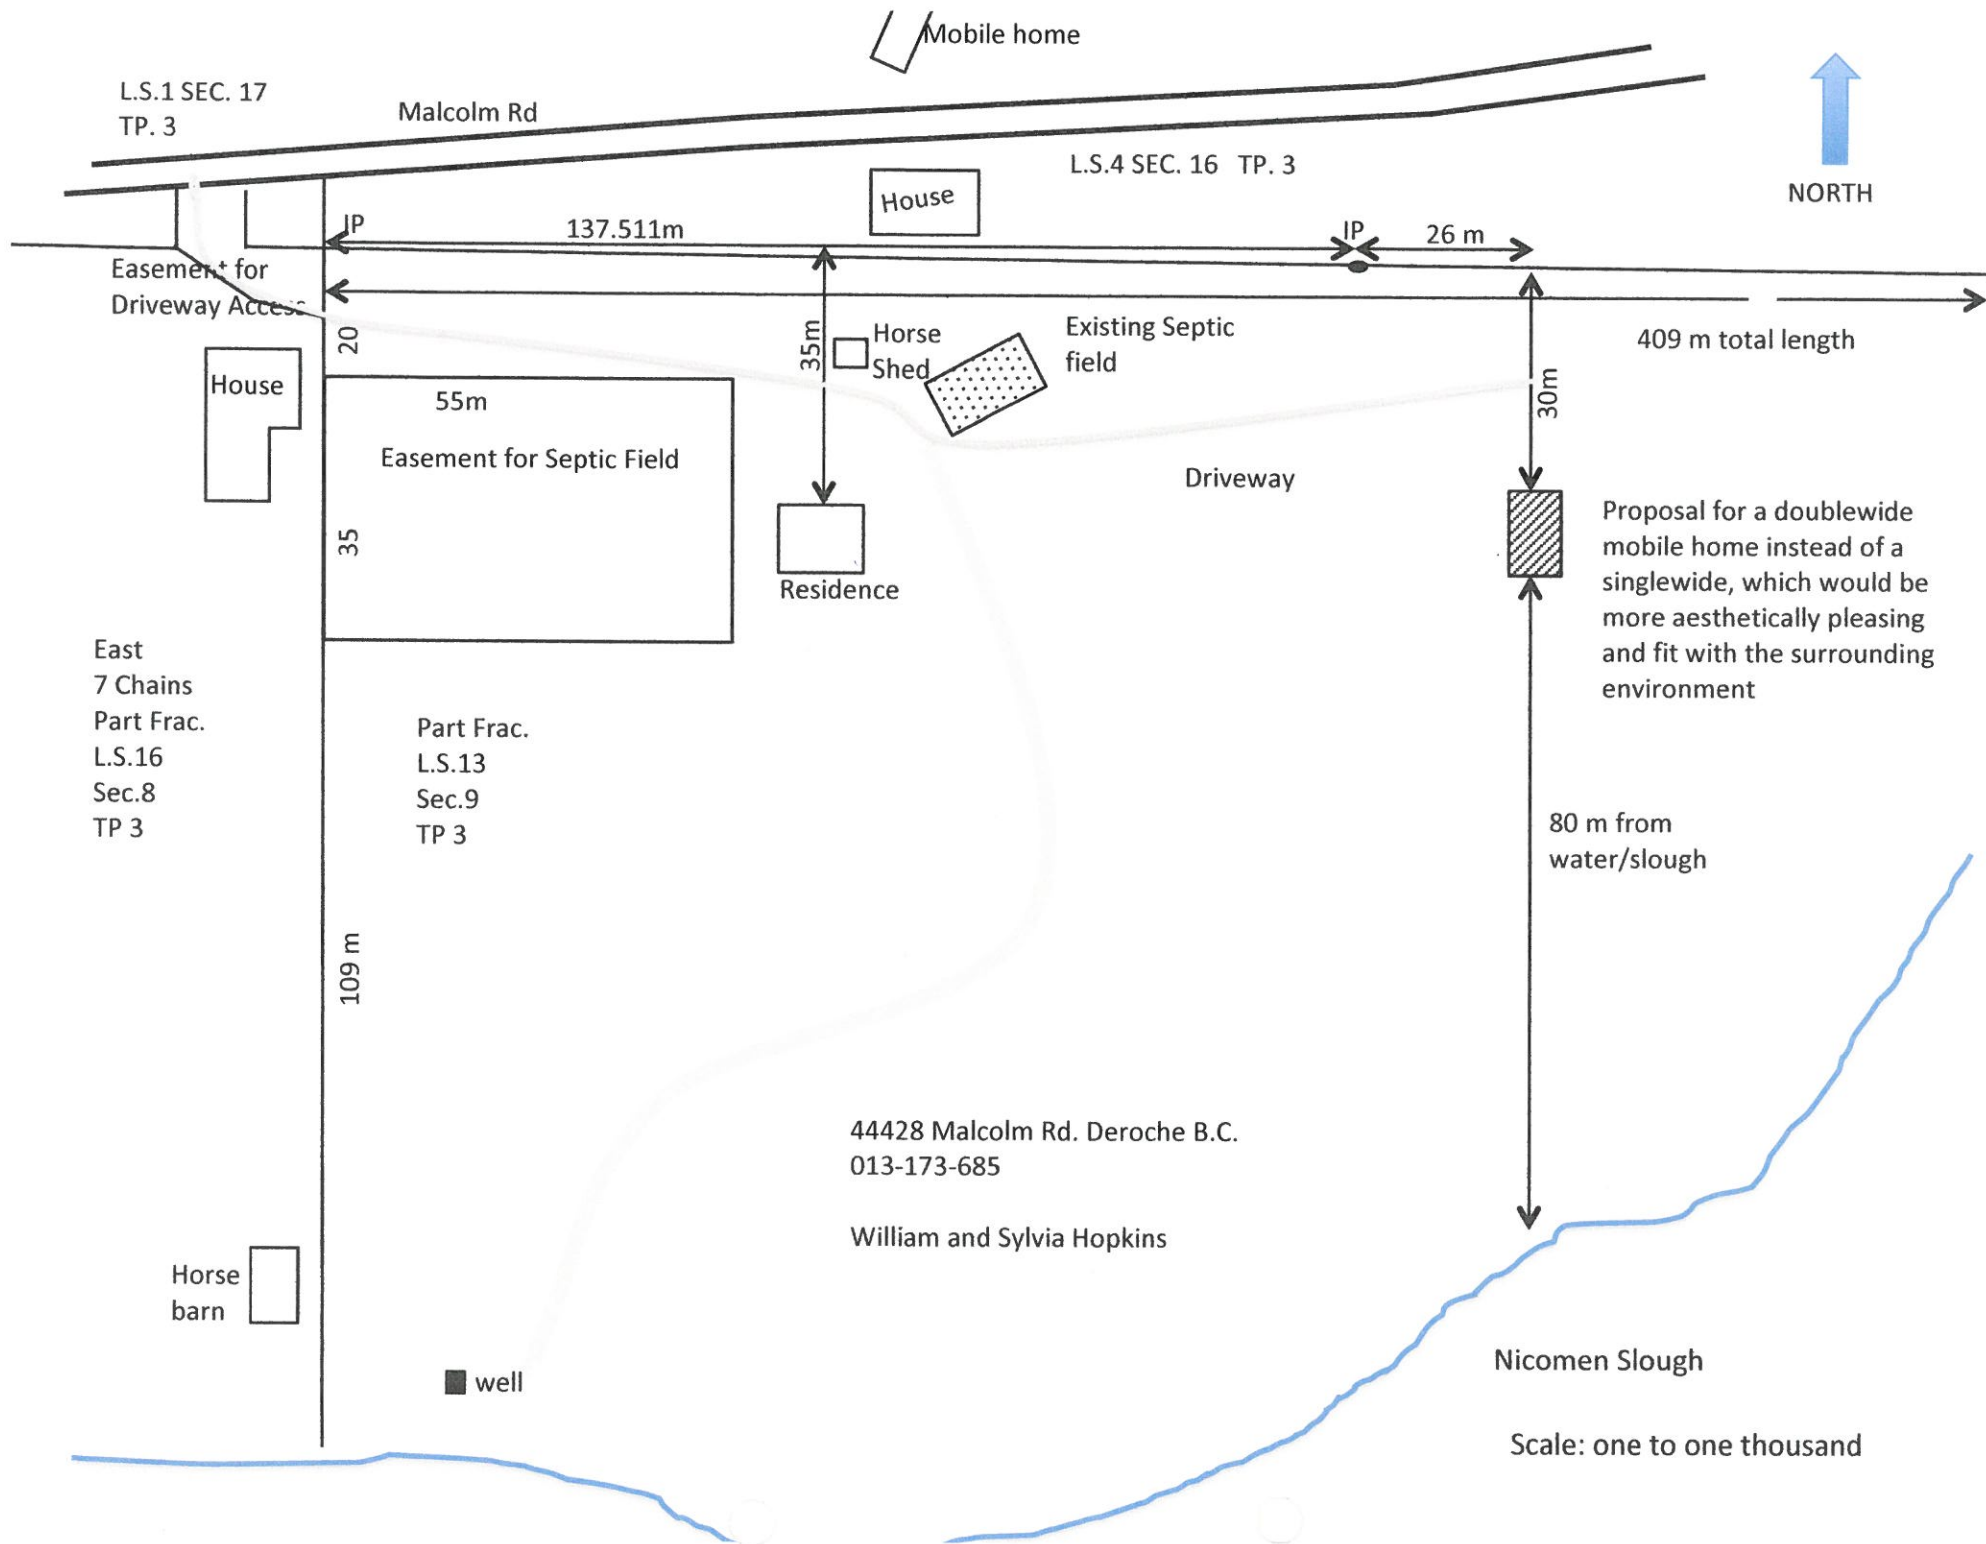 Mobile home
L.S.1 SEC. 17
TP. 3
Malcolm Rd
L.S.4 SEC. 16 TP. 3
NORTH
House
IP
137.511m
IP
26 m
Easement for
Driveway Access
20
35m
Horse
Shed
Existing Septic
field
409 m total length
30m
House
55m
Easement for Septic Field
35
Driveway
Residence
Proposal for a doublewide
mobile home instead of a
singlewide, which would be
more aesthetically pleasing
and fit with the surrounding
environment
East
7 Chains
Part Frac.
L.S.16
Sec.8
TP 3
Part Frac.
L.S.13
Sec.9
TP 3
80 m from
water/slough
109 m
44428 Malcolm Rd. Deroche B.C.
013-173-685
William and Sylvia Hopkins
Horse
barn
well
Nicomen Slough
Scale: one to one thousand